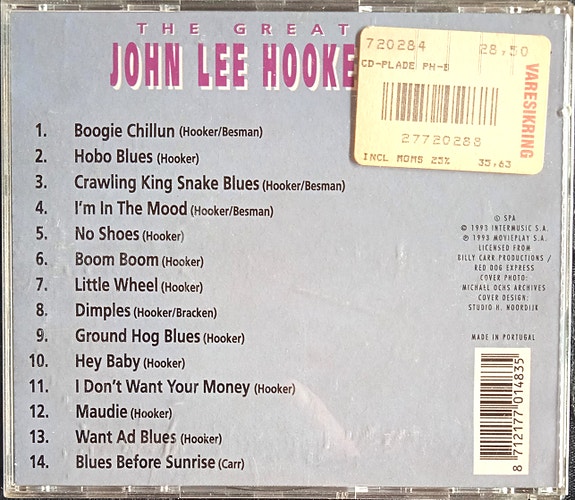 THE GREAT
JOHN LEE HOOKE
720284 28,50
CD-PLADE PH-B
27720288
INCL MOMS 25% 35,63
VARESIKRING
1. Boogie Chillun (Hooker/Besman)
2. Hobo Blues (Hooker)
3. Crawling King Snake Blues (Hooker/Besman)
4. I'm In The Mood (Hooker/Besman)
5. No Shoes (Hooker)
6. Boom Boom (Hooker)
7. Little Wheel (Hooker)
8. Dimples (Hooker/Bracken)
9. Ground Hog Blues (Hooker)
10. Hey Baby (Hooker)
11. I Don't Want Your Money (Hooker)
12. Maudie (Hooker)
13. Want Ad Blues (Hooker)
14. Blues Before Sunrise (Carr)
SPA
© 1993 INTERMUSIC S.A.
℗ 1993 MOVIEPLAY S.A.
LICENSED FROM
BILLY CARR PRODUCTIONS /
RED DOG EXPRESS
COVER PHOTO:
MICHAEL OCHS ARCHIVES
COVER DESIGN:
STUDIO H. NOORDIJK
MADE IN PORTUGAL
8 712177 014835